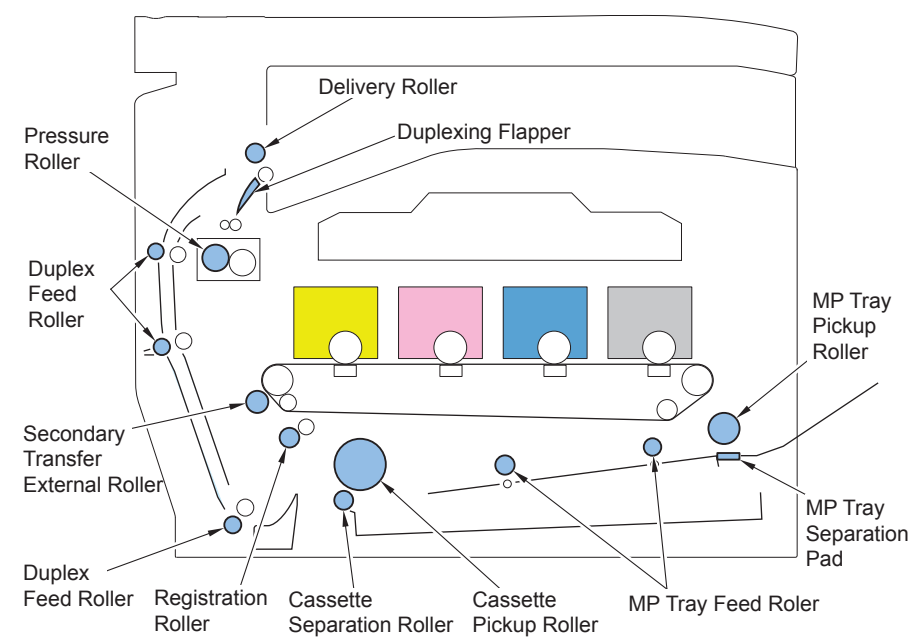 Delivery Roller
Duplexing Flapper
Pressure
Roller
Duplex
Feed
Roller
MP Tray
Pickup
Roller
Secondary
Transfer
External Roller
MP Tray
Separation
Pad
Duplex
Feed Roller
Registration
Roller
Cassette
Separation Roller
Cassette
Pickup Roller
MP Tray Feed Roler